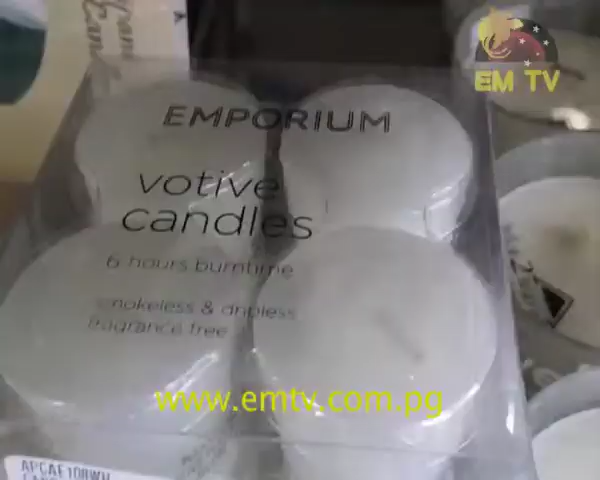 EM TV
EMPORIUM
votive
candles
6 hours burntime
smokeless & dripless
fragrance free
www.emtv.com.pg